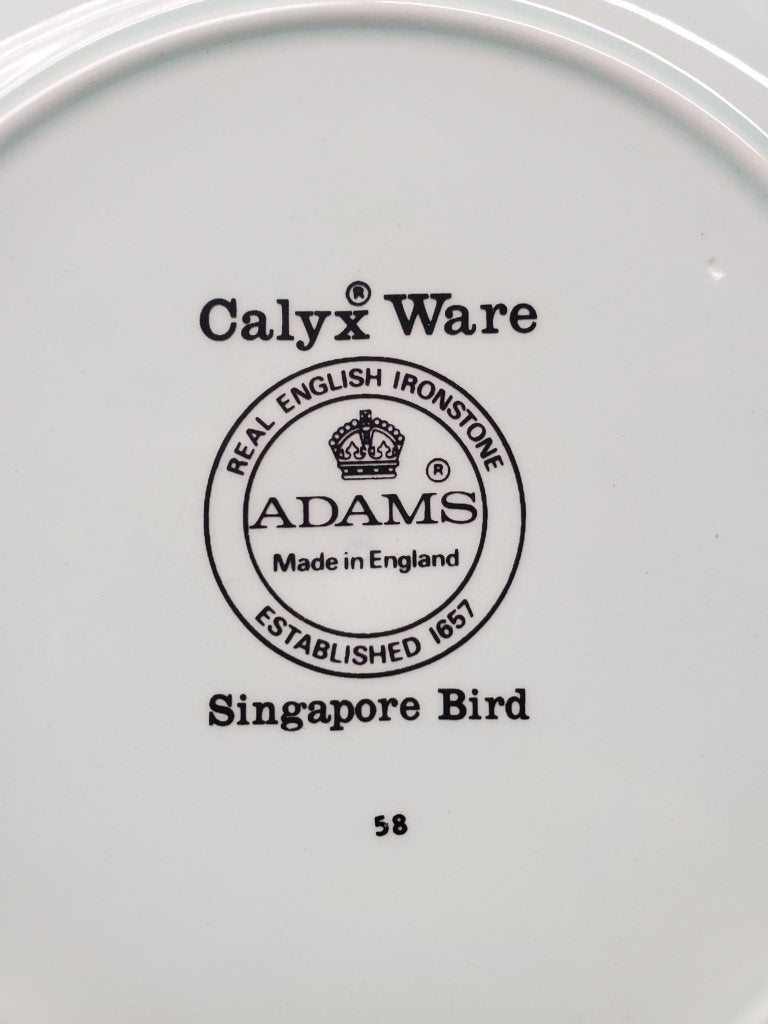 Calyx® Ware
REAL ENGLISH IRONSTONE
®
ADAMS
Made in England
ESTABLISHED 1657
Singapore Bird
58